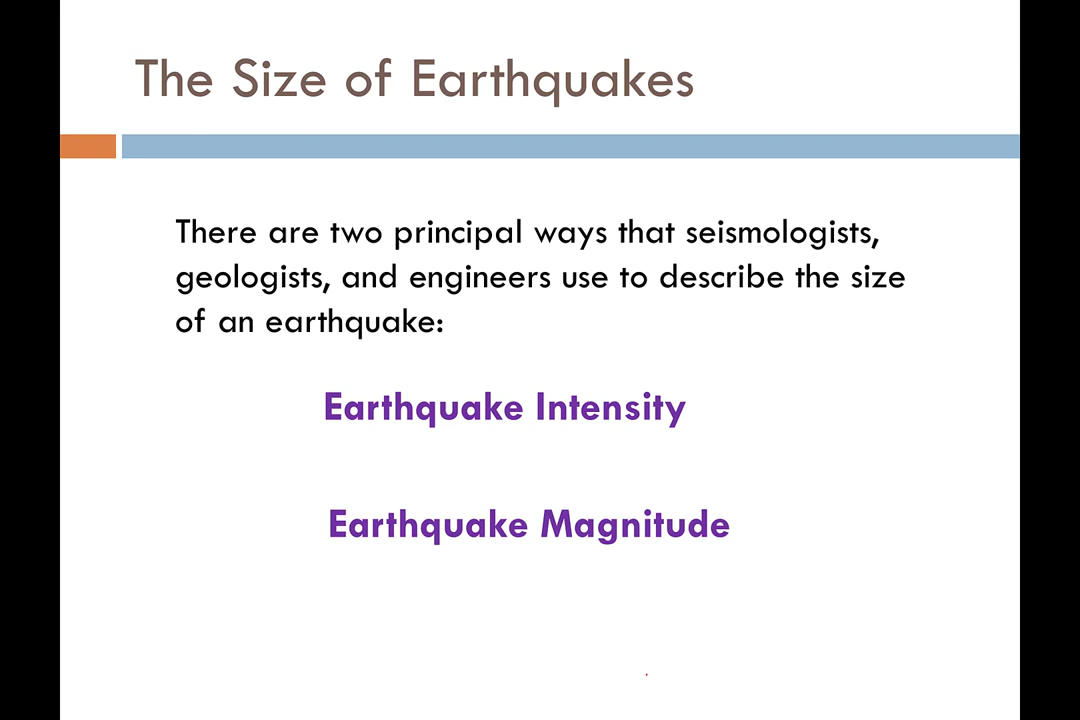 The Size of Earthquakes
There are two principal ways that seismologists,
geologists, and engineers use to describe the size
of an earthquake:
Earthquake Intensity
Earthquake Magnitude